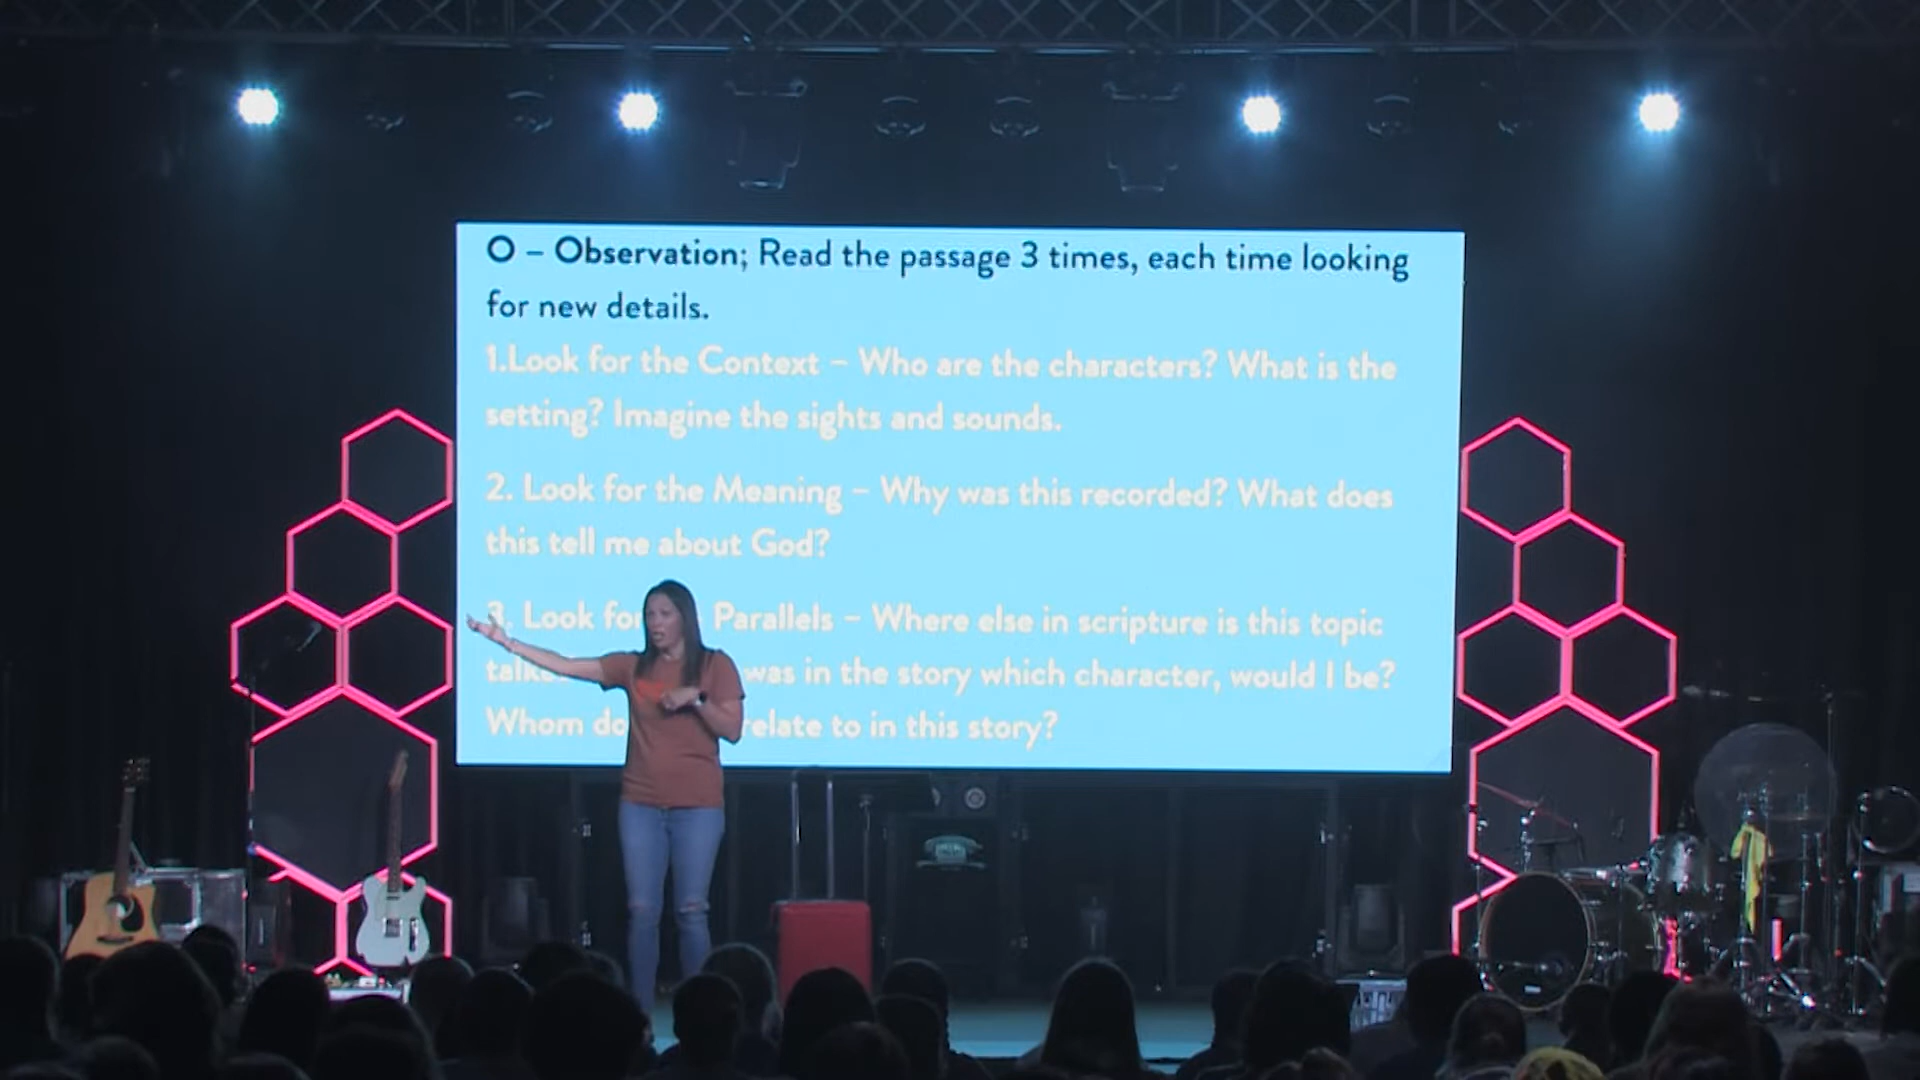 O – Observation; Read the passage 3 times, each time looking
for new details.
1.Look for the Context – Who are the characters? What is the
setting? Imagine the sights and sounds.
2. Look for the Meaning – Why was this recorded? What does
this tell me about God?
3. Look for Parallels – Where else in scripture is this topic
was in the story which character, would I be?
Whom do relate to in this story?